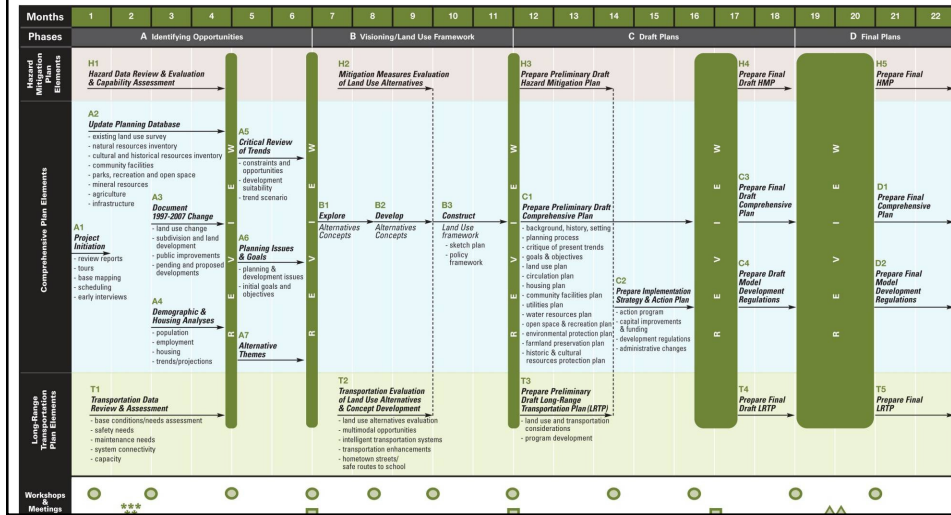 Months 1 2 3 4 5 6 7 8 9 10 11 12 13 14 15 16 17 18 19 20 21 22
Phases A Identifying Opportunities B Visioning/Land Use Framework C Draft Plans D Final Plans
Hazard
Mitigation
Plan
Elements
H1
Hazard Data Review & Evaluation
& Capability Assessment
H2
Mitigation Measures Evaluation
of Land Use Alternatives
H3
Prepare Preliminary Draft
Hazard Mitigation Plan
H4
Prepare Final
Draft HMP
H5
Prepare Final
HMP
Comprehensive Plan Elements
A1
Project
Initiation
- review reports
- tours
- base mapping
- scheduling
- early interviews
A2
Update Planning Database
- existing land use survey
- natural resources inventory
- cultural and historical resources inventory
- community facilities
- parks, recreation and open space
- mineral resources
- agriculture
- infrastructure
A3
Document
1997-2007 Change
- land use change
- subdivision and land
development
- public improvements
- pending and proposed
developments
A4
Demographic &
Housing Analyses
- population
- employment
- housing
- trends/projections
REVIEW
A5
Critical Review
of Trends
- constraints and
opportunities
- development
suitability
- trend scenario
A6
Planning Issues
& Goals
- planning &
development issues
- initial goals and
objectives
A7
Alternative
Themes
REVIEW
B1
Explore
Alternatives
Concepts
B2
Develop
Alternatives
Concepts
B3
Construct
Land Use
framework
- sketch plan
- policy
framework
REVIEW
C1
Prepare Preliminary Draft
Comprehensive Plan
- background, history, setting
- planning process
- critique of present trends
- goals & objectives
- land use plan
- circulation plan
- housing plan
- community facilities plan
- utilities plan
- water resources plan
- open space & recreation plan
- environmental protection plan
- farmland preservation plan
- historic & cultural
resources protection plan
C2
Prepare Implementation
Strategy & Action Plan
- action program
- capital improvements
& funding
- development regulations
- administrative changes
REVIEW
C3
Prepare Final
Draft
Comprehensive
Plan
C4
Prepare Draft
Model
Development
Regulations
REVIEW
D1
Prepare Final
Comprehensive
Plan
D2
Prepare Final
Model
Development
Regulations
Long-Range
Transportation
Plan Elements
T1
Transportation Data
Review & Assessment
- base conditions/needs assessment
- safety needs
- maintenance needs
- system connectivity
- capacity
T2
Transportation Evaluation
of Land Use Alternatives
& Concept Development
- land use alternatives evaluation
- multimodal opportunities
- intelligent transportation systems
- transportation enhancements
- hometown streets/
safe routes to school
T3
Prepare Preliminary
Draft Long-Range
Transportation Plan (LRTP)
- land use and transportation
considerations
- program development
T4
Prepare Final
Draft LRTP
T5
Prepare Final
LRTP
Workshops
&
Meetings
***
**